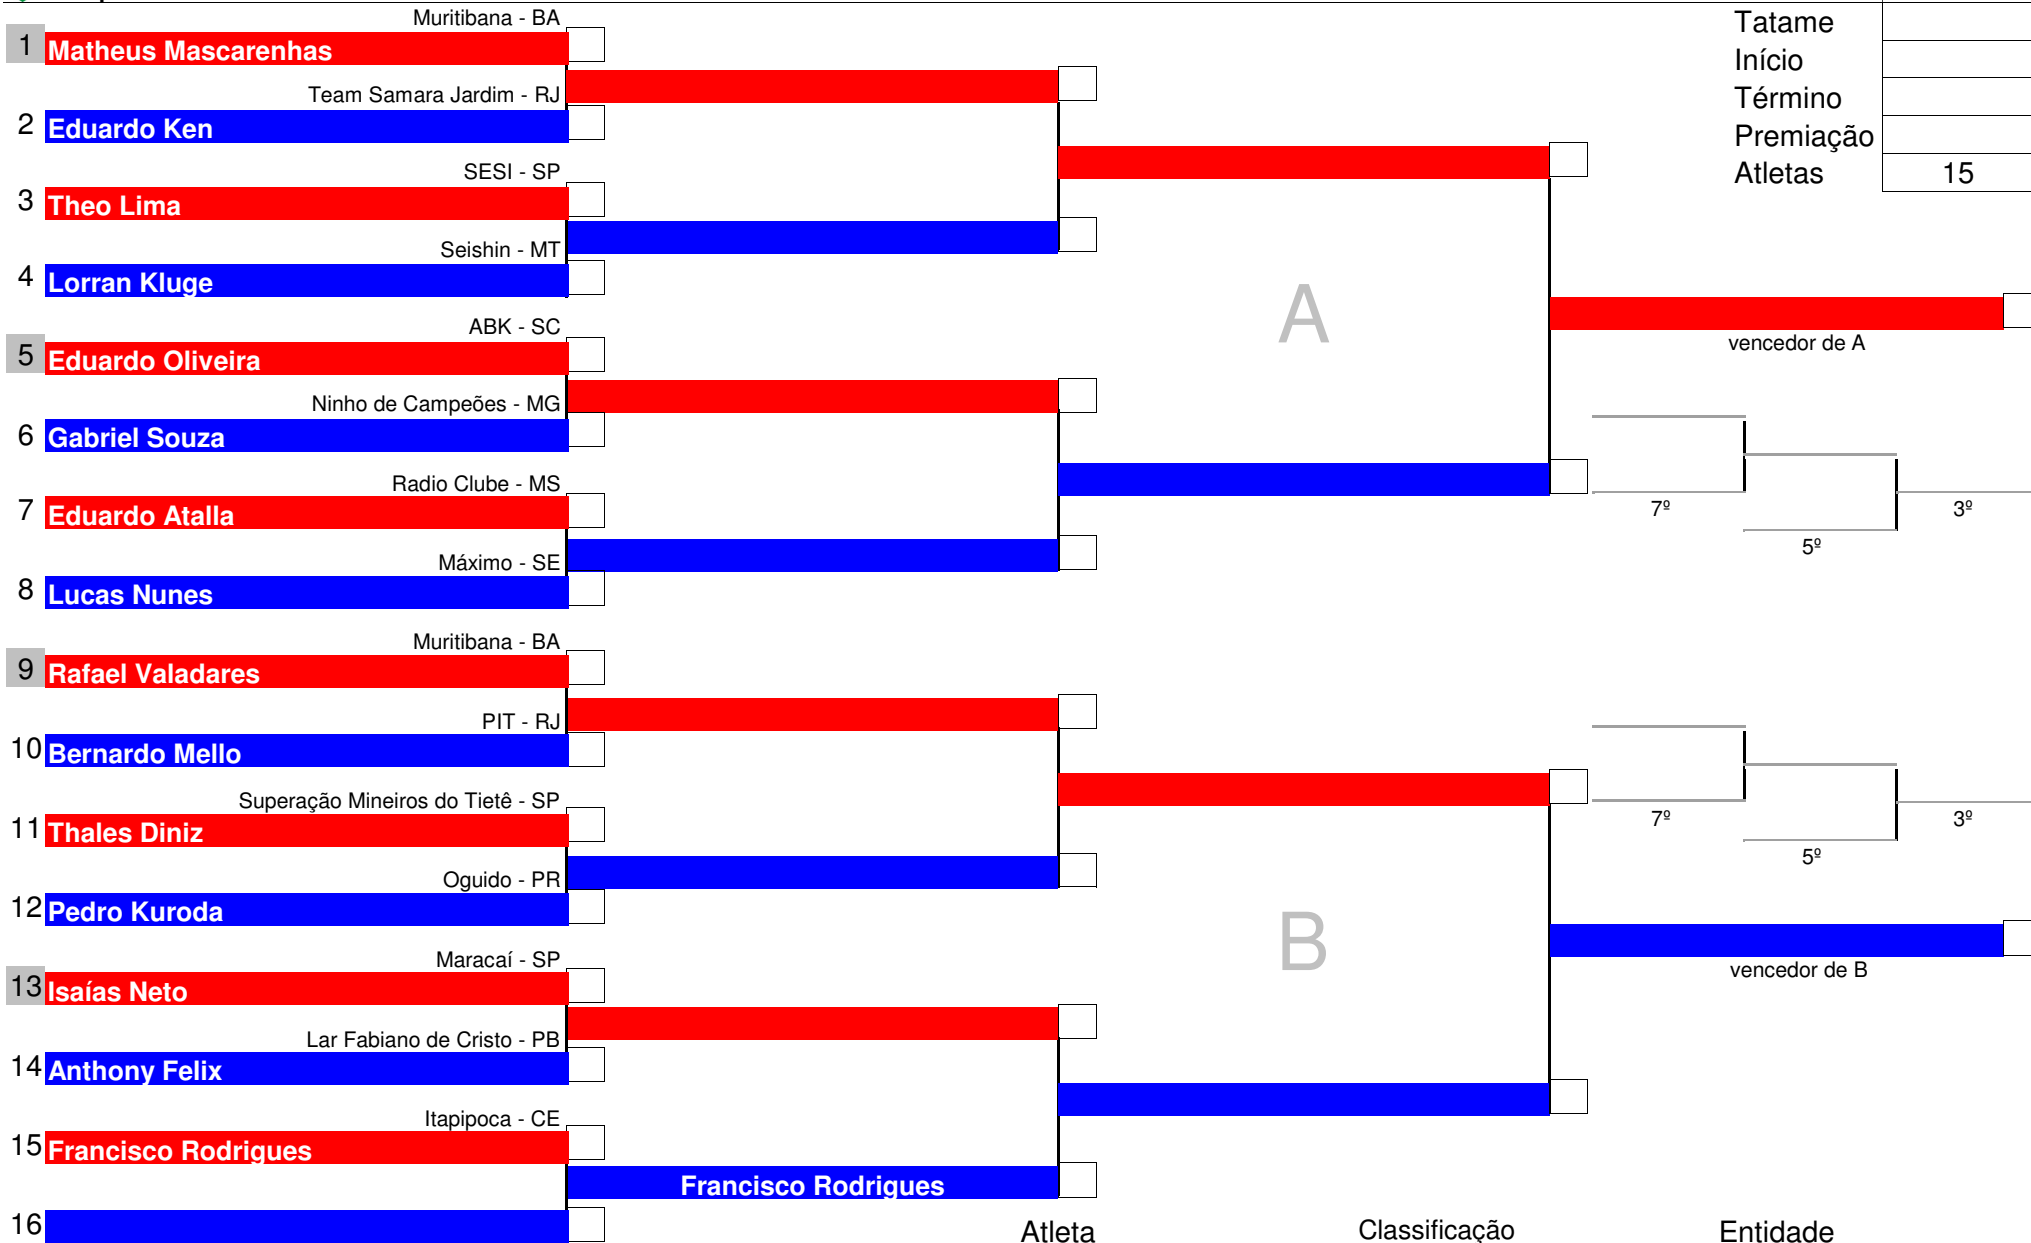 Muritibana - BA
1 Matheus Mascarenhas
Team Samara Jardim - RJ
2 Eduardo Ken
SESI - SP
3 Theo Lima
Seishin - MT
4 Lorran Kluge
ABK - SC
5 Eduardo Oliveira
Ninho de Campeões - MG
6 Gabriel Souza
Radio Clube - MS
7 Eduardo Atalla
Máximo - SE
8 Lucas Nunes
Muritibana - BA
9 Rafael Valadares
PIT - RJ
10 Bernardo Mello
Superação Mineiros do Tietê - SP
11 Thales Diniz
Oguido - PR
12 Pedro Kuroda
Maracaí - SP
13 Isaías Neto
Lar Fabiano de Cristo - PB
14 Anthony Felix
Itapipoca - CE
15 Francisco Rodrigues
16
Francisco Rodrigues
A
B
Tatame
Início
Término
Premiação
Atletas 15
vencedor de A
7º
5º
3º
7º
5º
3º
vencedor de B
Atleta Classificação Entidade